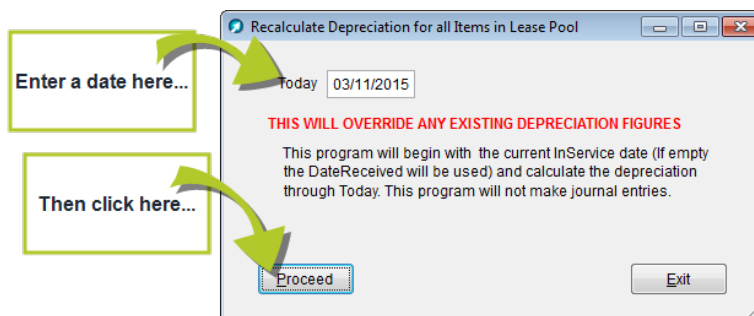 Recalculate Depreciation for all Items in Lease Pool
Enter a date here...
Today 03/11/2015
THIS WILL OVERRIDE ANY EXISTING DEPRECIATION FIGURES
This program will begin with the current InService date (If empty
the DateReceived will be used) and calculate the depreciation
through Today. This program will not make journal entries.
Then click here...
Proceed
Exit